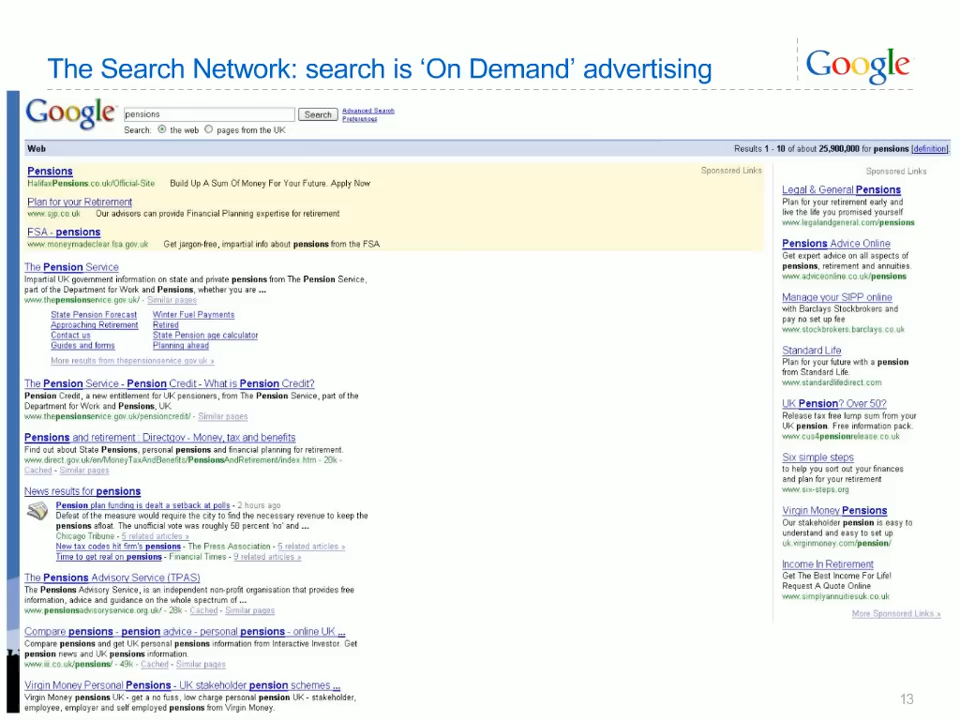 The Search Network: search is ‘On Demand’ advertising
Google
Google
pensions
Search
Advanced Search
Preferences
Search: the web pages from the UK
Web
Results 1 - 10 of about 25,900,000 for pensions [definition].
Sponsored Links
Pensions
HalifaxPensions.co.uk/Official-Site Build Up A Sum Of Money For Your Future. Apply Now
Plan for your Retirement
www.sjp.co.uk Our advisors can provide Financial Planning expertise for retirement
FSA - pensions
www.moneymadeclear.fsa.gov.uk Get jargon-free, impartial info about pensions from the FSA
The Pension Service
Impartial UK government information on state and private pensions from The Pension Service,
part of the Department for Work and Pensions, whether you are ...
www.thepensionservice.gov.uk/ - Similar pages
State Pension Forecast Winter Fuel Payments
Approaching Retirement Retired
Contact us State Pension age calculator
Guides and forms Planning ahead
More results from thepensionservice.gov.uk »
The Pension Service - Pension Credit - What is Pension Credit?
Pension Credit, a new entitlement for UK pensioners, from The Pension Service, part of the
Department for Work and Pensions, UK.
www.thepensionservice.gov.uk/pensioncredit/ - Similar pages
Pensions and retirement : Directgov - Money, tax and benefits
Find out about State Pensions, personal pensions and financial planning for retirement.
www.direct.gov.uk/en/MoneyTaxAndBenefits/PensionsAndRetirement/index.htm - 20k -
Cached - Similar pages
News results for pensions
Pension plan funding is dealt a setback at polls - 2 hours ago
Defeat of the measure would require the city to find the necessary revenue to keep the
pensions afloat. The unofficial vote was roughly 58 percent 'no' and ...
Chicago Tribune - 5 related articles »
New tax codes hit firm's pensions - The Press Association - 5 related articles »
Time to get real on pensions - Financial Times - 9 related articles »
The Pensions Advisory Service (TPAS)
The Pensions Advisory Service, is an independent non-profit organisation that provides free
information, advice and guidance on the whole spectrum of ...
www.pensionsadvisoryservice.org.uk/ - 28k - Cached - Similar pages
Compare pensions - pension advice - personal pensions - online UK ...
Compare pensions and get UK personal pensions information from Interactive Investor. Get
pension news and UK pensions information.
www.iii.co.uk/pensions/ - 49k - Cached - Similar pages
Virgin Money Personal Pensions - UK stakeholder pension schemes ...
Virgin Money pensions UK - get a no fuss, low charge personal pension UK - stakeholder,
employee, employer and self employed pensions from Virgin Money.
Sponsored Links
Legal & General Pensions
Plan for your retirement early and
live the life you promised yourself
www.legalandgeneral.com/pensions
Pensions Advice Online
Get expert advice on all aspects of
pensions, retirement and annuities.
www.adviceonline.co.uk/pensions
Manage your SIPP online
with Barclays Stockbrokers and
pay no set up fee
www.stockbrokers.barclays.co.uk
Standard Life
Plan for your future with a pension
from Standard Life.
www.standardlifedirect.com
UK Pension? Over 50?
Release tax free lump sum from your
UK pension. Free information pack.
www.cus4pensionrelease.co.uk
Six simple steps
to help you sort out your finances
and plan for your retirement
www.six-steps.org
Virgin Money Pensions
Our stakeholder pension is easy to
understand and easy to set up
uk.virginmoney.com/pension/
Income In Retirement
Get The Best Income For Life!
Request A Quote Online
www.simplyannuitiesuk.co.uk
More Sponsored Links »
13